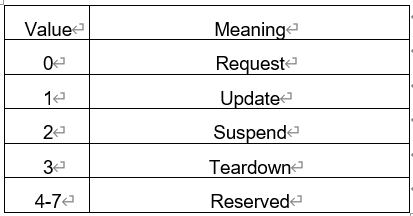 Value Meaning
0 Request
1 Update
2 Suspend
3 Teardown
4-7 Reserved